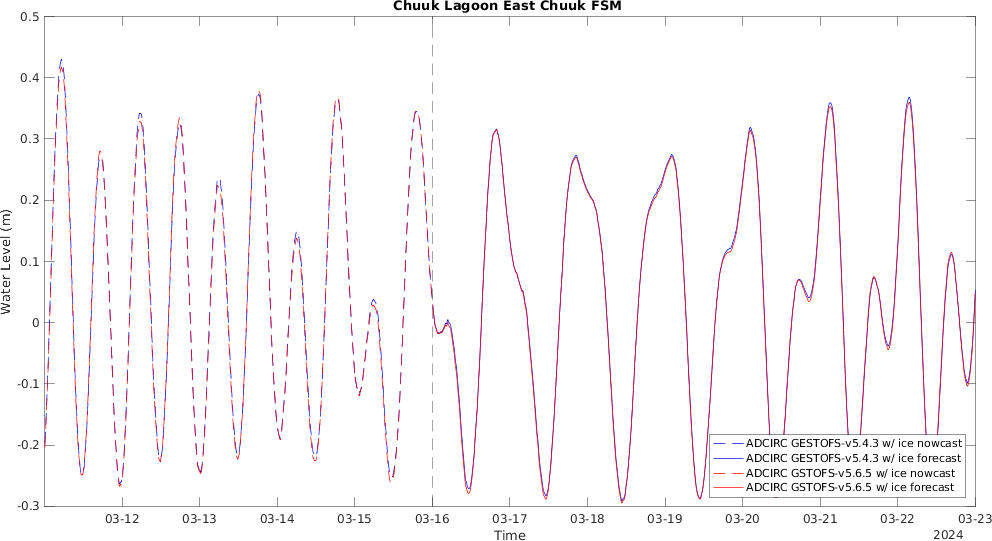 Chuuk Lagoon East Chuuk FSM
0.5
0.4
0.3
0.2
0.1
0
-0.1
-0.2
-0.3
Water Level (m)
ADCIRC GESTOFS-v5.4.3 w/ ice nowcast
ADCIRC GESTOFS-v5.4.3 w/ ice forecast
ADCIRC GSTOFS-v5.6.5 w/ ice nowcast
ADCIRC GSTOFS-v5.6.5 w/ ice forecast
03-12 03-13 03-14 03-15 03-16 03-17 03-18 03-19 03-20 03-21 03-22 03-23
Time
2024